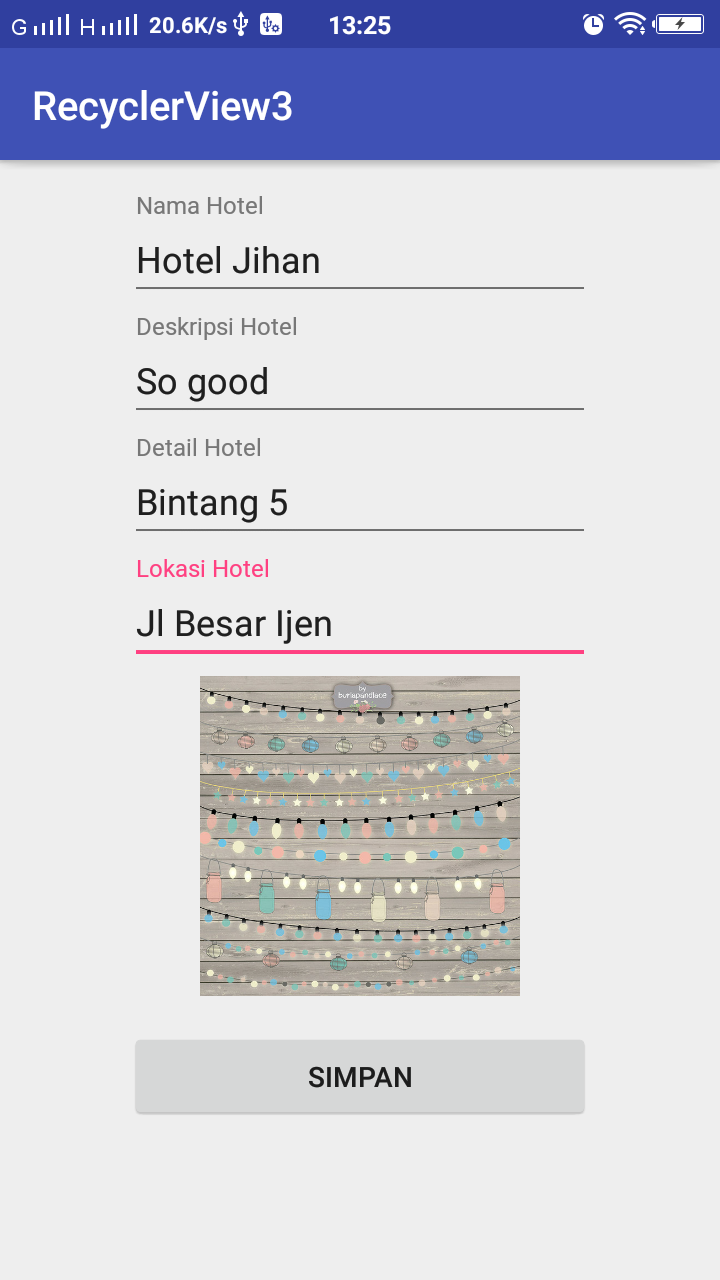 G H 20.6K/s 13:25
RecyclerView3
Nama Hotel
Hotel Jihan
Deskripsi Hotel
So good
Detail Hotel
Bintang 5
Lokasi Hotel
Jl Besar Ijen
by
burlapandlace
SIMPAN